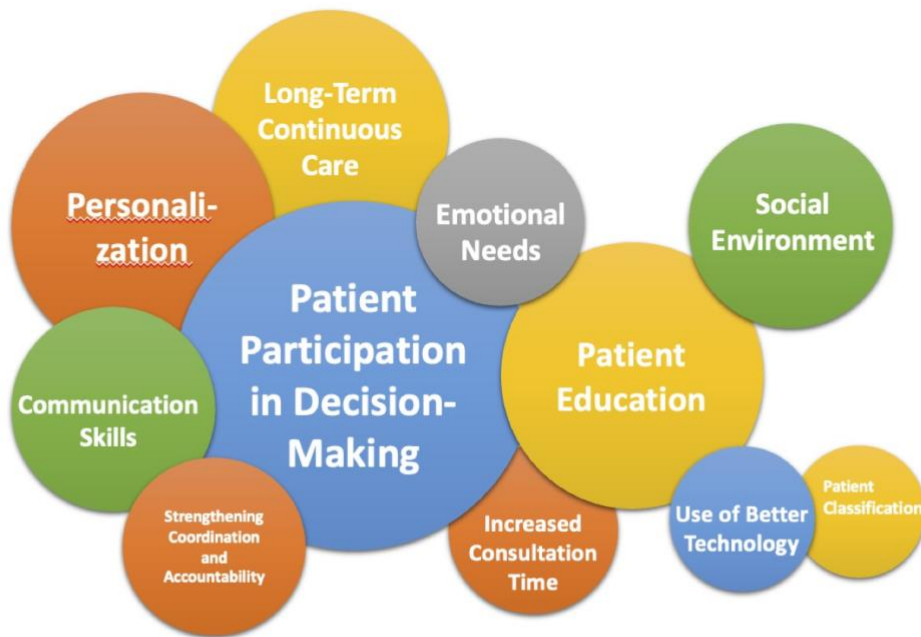 Long-Term
Continuous
Care
Personali-
zation
Emotional
Needs
Social
Environment
Patient
Participation
in Decision-
Making
Patient
Education
Communication
Skills
Strengthening
Coordination
and
Accountability
Increased
Consultation
Time
Use of Better
Technology
Patient
Classification